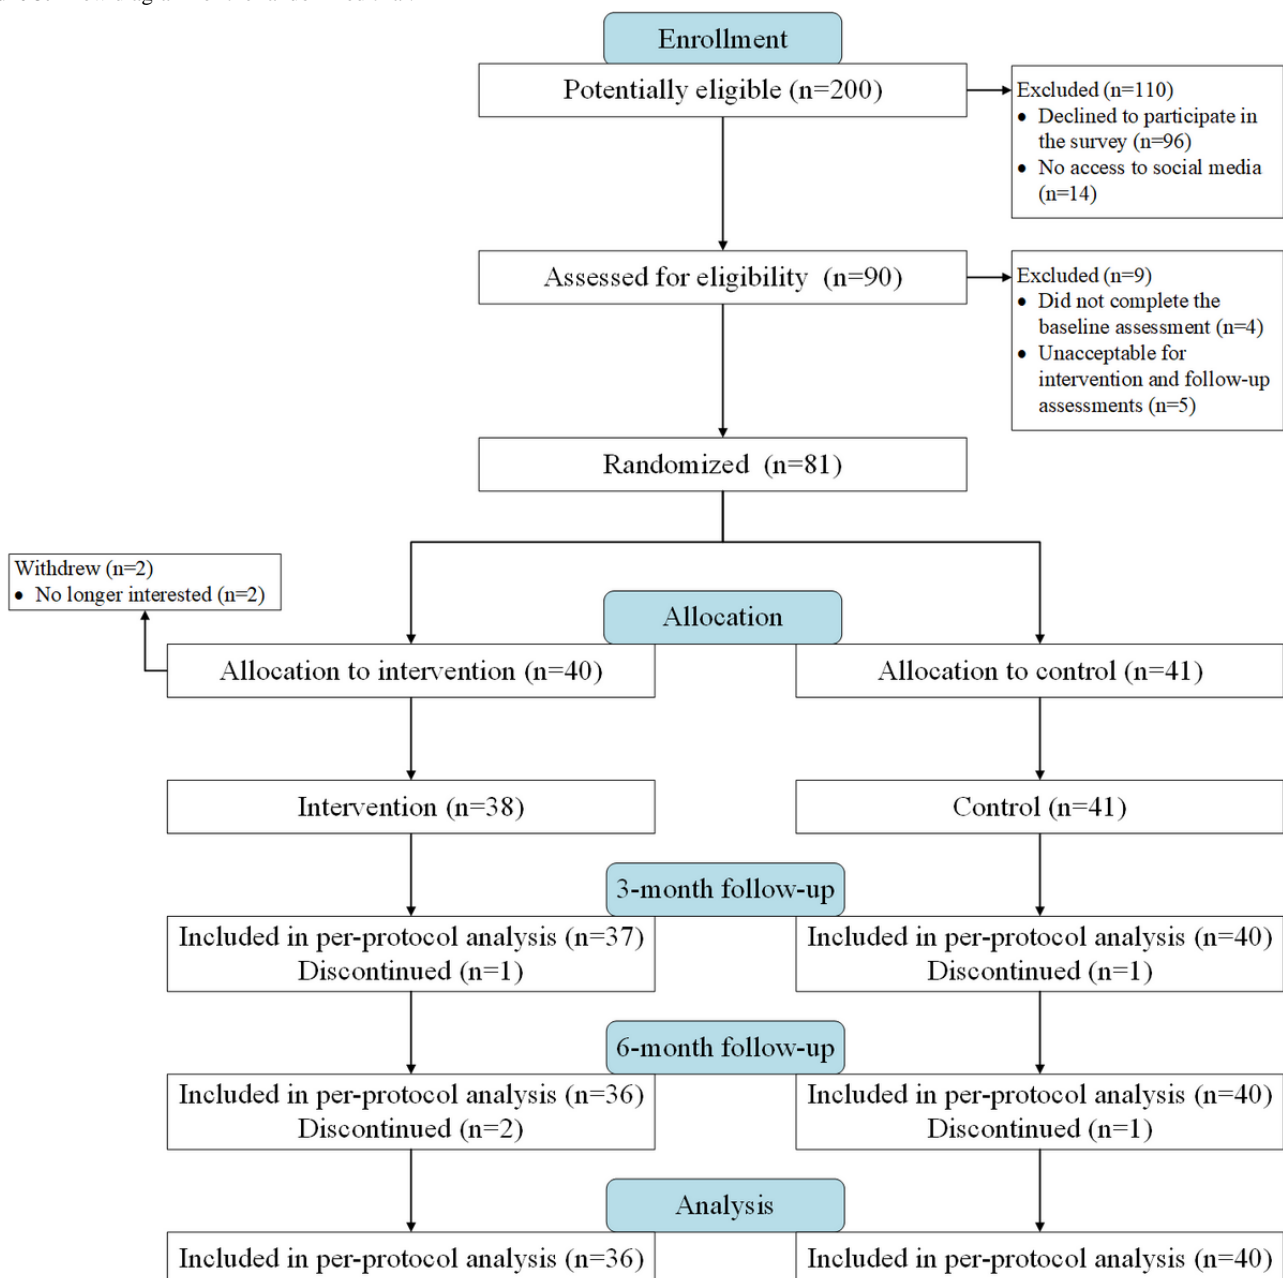 Enrollment
Potentially eligible (n=200)
Excluded (n=110)
• Declined to participate in
the survey (n=96)
• No access to social media
(n=14)
Assessed for eligibility (n=90)
Excluded (n=9)
• Did not complete the
baseline assessment (n=4)
• Unacceptable for
intervention and follow-up
assessments (n=5)
Randomized (n=81)
Withdrew (n=2)
• No longer interested (n=2)
Allocation
Allocation to intervention (n=40)
Allocation to control (n=41)
Intervention (n=38)
Control (n=41)
3-month follow-up
Included in per-protocol analysis (n=37)
Discontinued (n=1)
Included in per-protocol analysis (n=40)
Discontinued (n=1)
6-month follow-up
Included in per-protocol analysis (n=36)
Discontinued (n=2)
Included in per-protocol analysis (n=40)
Discontinued (n=1)
Analysis
Included in per-protocol analysis (n=36)
Included in per-protocol analysis (n=40)